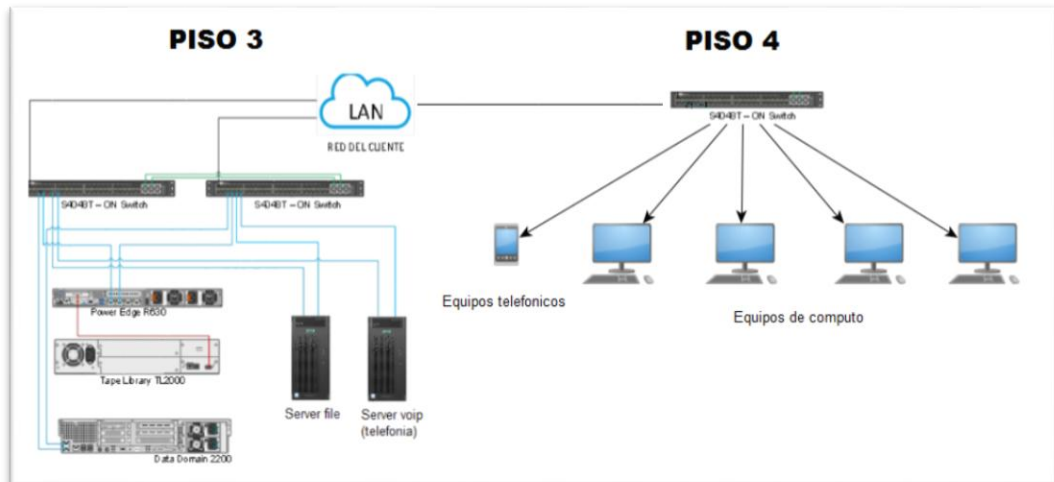 PISO 3
PISO 4
LAN
RED DEL CLIENTE
S4048T – ON Switch
S4048T – ON Switch
S4048T – ON Switch
Power Edge R630
Tape Library TL2000
Data Domain 2200
Server file
Server voip
(telefonia)
Equipos telefonicos
Equipos de computo